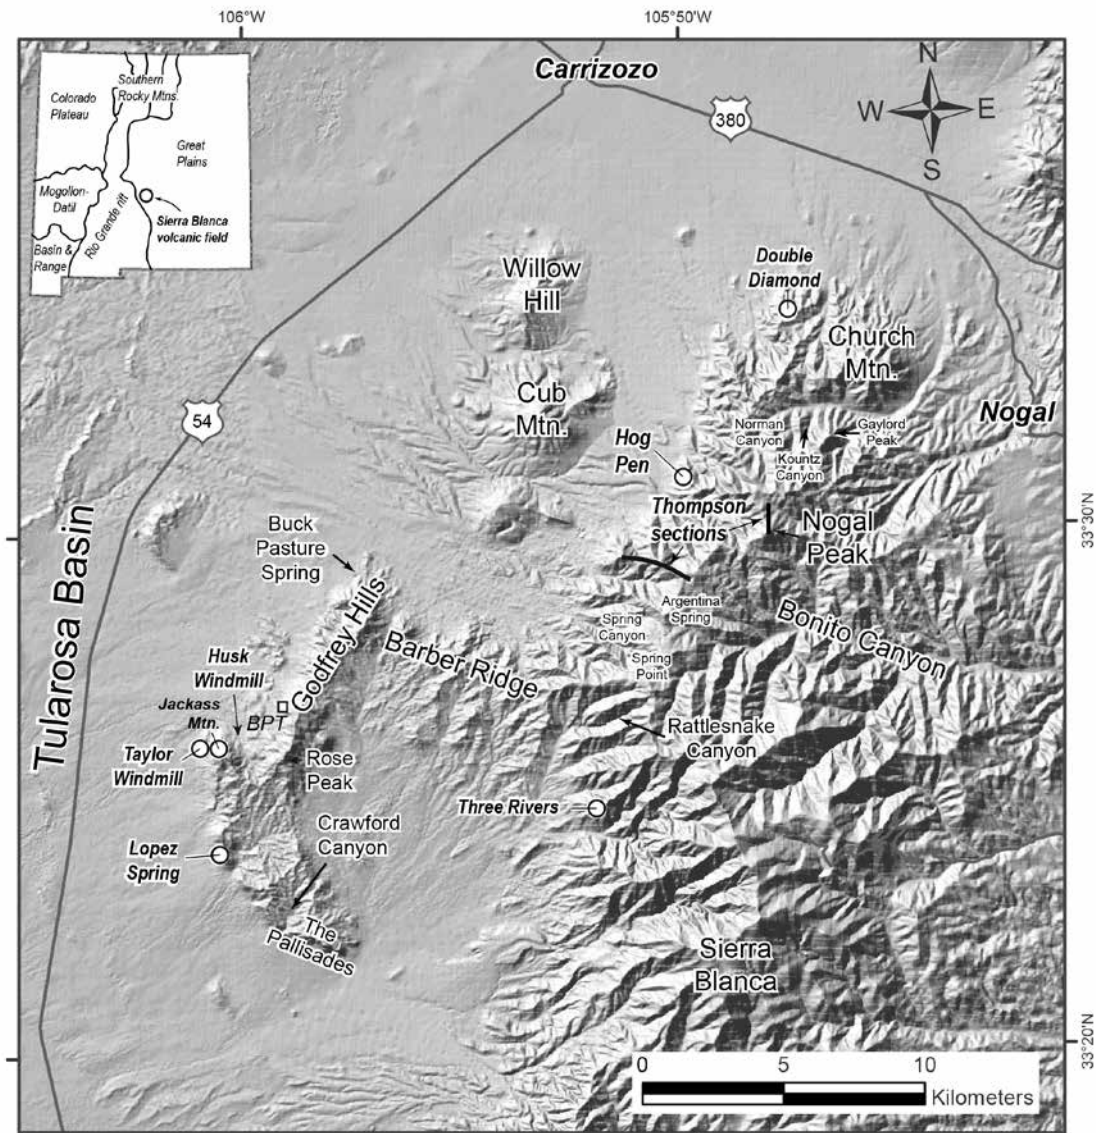 106°W
105°50'W
Carrizozo
N
W
E
S
380
Southern
Rocky Mtns.
Colorado
Plateau
Great
Plains
Mogollon-
Datil
Rio Grande rift
Sierra Blanca
volcanic field
Basin &
Range
Willow
Hill
Double
Diamond
Church
Mtn.
Cub
Mtn.
54
Nogal
Norman
Canyon
Gaylord
Peak
Kountz
Canyon
Hog
Pen
Thompson
sections
Nogal
Peak
33°30'N
Buck
Pasture
Spring
Tularosa Basin
Godfrey Hills
Barber Ridge
Argentina
Spring
Spring
Canyon
Spring
Point
Bonito Canyon
Husk
Windmill
Jackass
Mtn.
BPT
Taylor
Windmill
Rose
Peak
Rattlesnake
Canyon
Three Rivers
Crawford
Canyon
Lopez
Spring
The
Pallisades
Sierra
Blanca
33°20'N
0
5
10
Kilometers